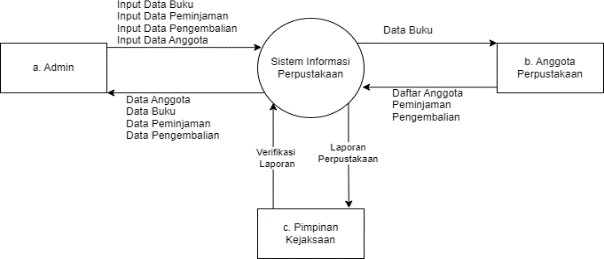 Input Data Buku
Input Data Peminjaman
Input Data Pengembalian
Input Data Anggota
a. Admin
Sistem Informasi
Perpustakaan
Data Buku
b. Anggota
Perpustakaan
Data Anggota
Data Buku
Data Peminjaman
Data Pengembalian
Daftar Anggota
Peminjaman
Pengembalian
Verifikasi
Laporan
Laporan
Perpustakaan
c. Pimpinan
Kejaksaan